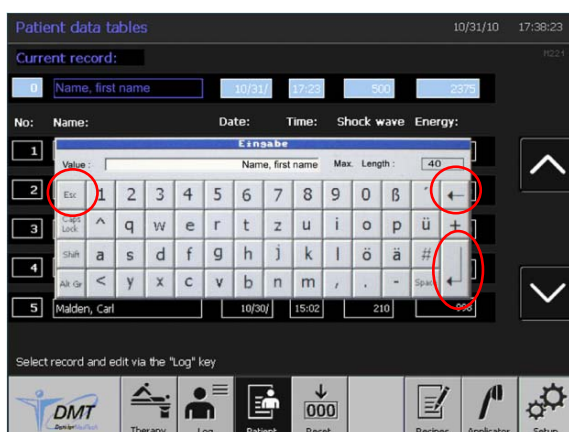 Patient data tables 10/31/10 17:38:23
M221
Current record:
0 Name, first name 10/31/ 17:23 500 2375
No: Name: Date: Time: Shock wave Energy:
Eingabe
1
Value : Name, first name Max. Length : 40
2
Esc 1 2 3 4 5 6 7 8 9 0 ß ´ ←
3
Caps Lock ^ q w e r t z u i o p ü +
Shift a s d f g h j k l ö ä #
4
Alt Gr < y x c v b n m , . - Space ↵
5 Malden, Carl 10/30/ 15:02 210 998
Select record and edit via the "Log" key
DMT
Therapy Log Patient Reset Recipes Applicator Setup
000